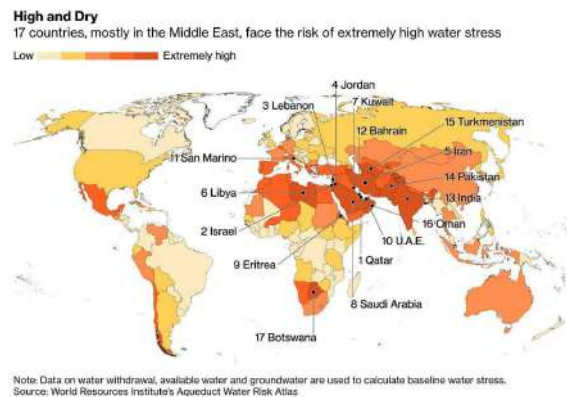 High and Dry
17 countries, mostly in the Middle East, face the risk of extremely high water stress
Low Extremely high
4 Jordan
7 Kuwait
3 Lebanon
12 Bahrain
15 Turkmenistan
5 Iran
11 San Marino
14 Pakistan
6 Libya
13 India
2 Israel
16 Oman
10 U.A.E.
9 Eritrea
1 Qatar
8 Saudi Arabia
17 Botswana
Note: Data on water withdrawal, available water and groundwater are used to calculate baseline water stress.
Source: World Resources Institute's Aqueduct Water Risk Atlas